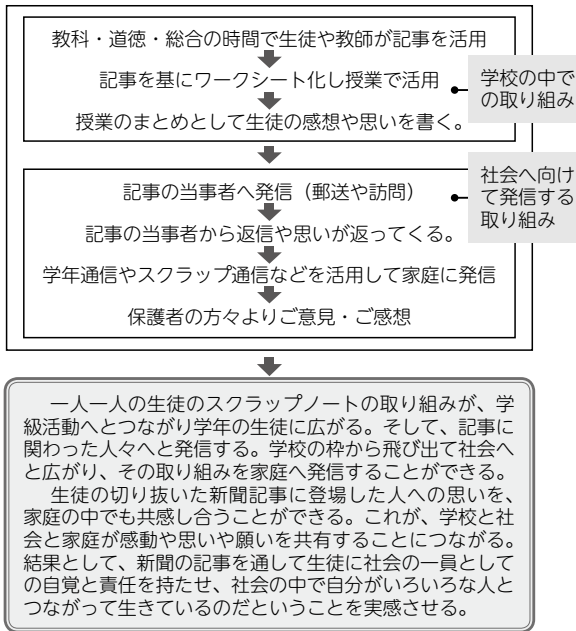 教科・道徳・総合の時間で生徒や教師が記事を活用
記事を基にワークシート化し授業で活用
授業のまとめとして生徒の感想や思いを書く。
学校の中で
の取り組み
記事の当事者へ発信（郵送や訪問）
記事の当事者から返信や思いが返ってくる。
学年通信やスクラップ通信などを活用して家庭に発信
保護者の方々よりご意見・ご感想
社会へ向け
て発信する
取り組み
一人一人の生徒のスクラップノートの取り組みが、学
級活動へとつながり学年の生徒に広がる。そして、記事に
関わった人々へと発信する。学校の枠から飛び出て社会へ
と広がり、その取り組みを家庭へ発信することができる。
生徒の切り抜いた新聞記事に登場した人への思いを、
家庭の中でも共感し合うことができる。これが、学校と社
会と家庭が感動や思いや願いを共有することにつながる。
結果として、新聞の記事を通して生徒に社会の一員として
の自覚と責任を持たせ、社会の中で自分がいろいろな人と
つながって生きているのだということを実感させる。